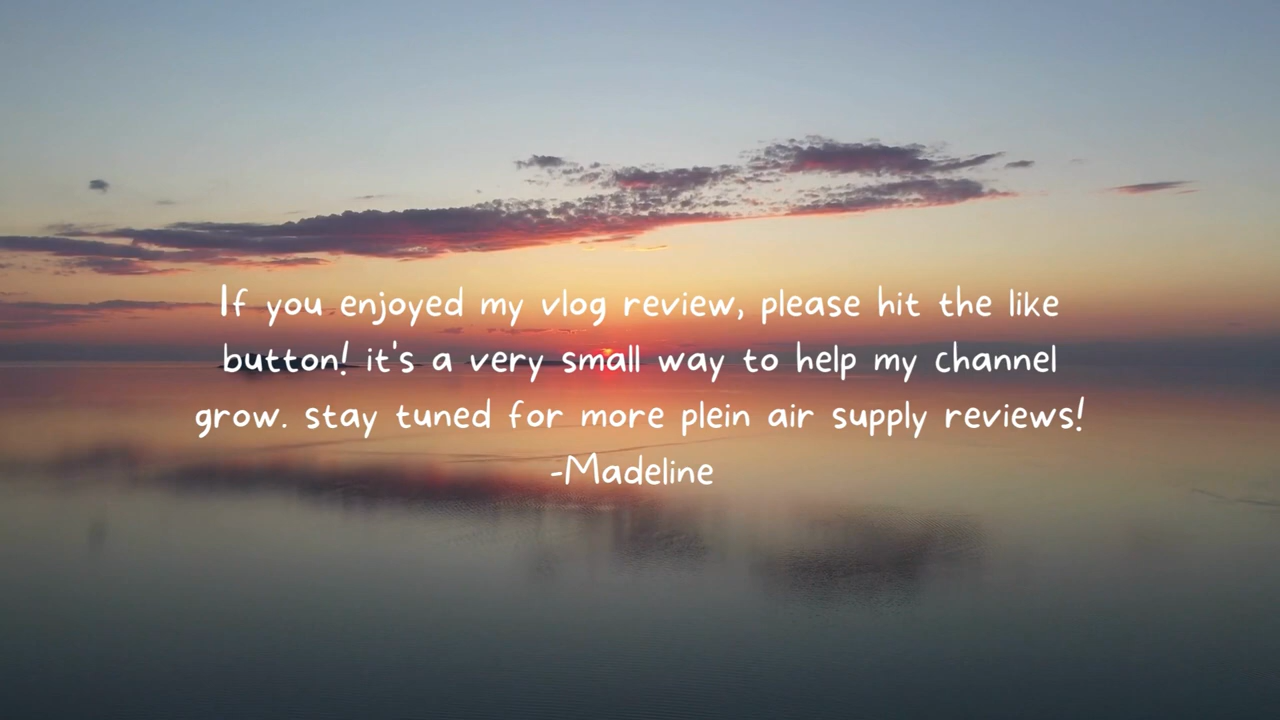 If you enjoyed my vlog review, please hit the like
button! it's a very small way to help my channel
grow. stay tuned for more plein air supply reviews!
-Madeline